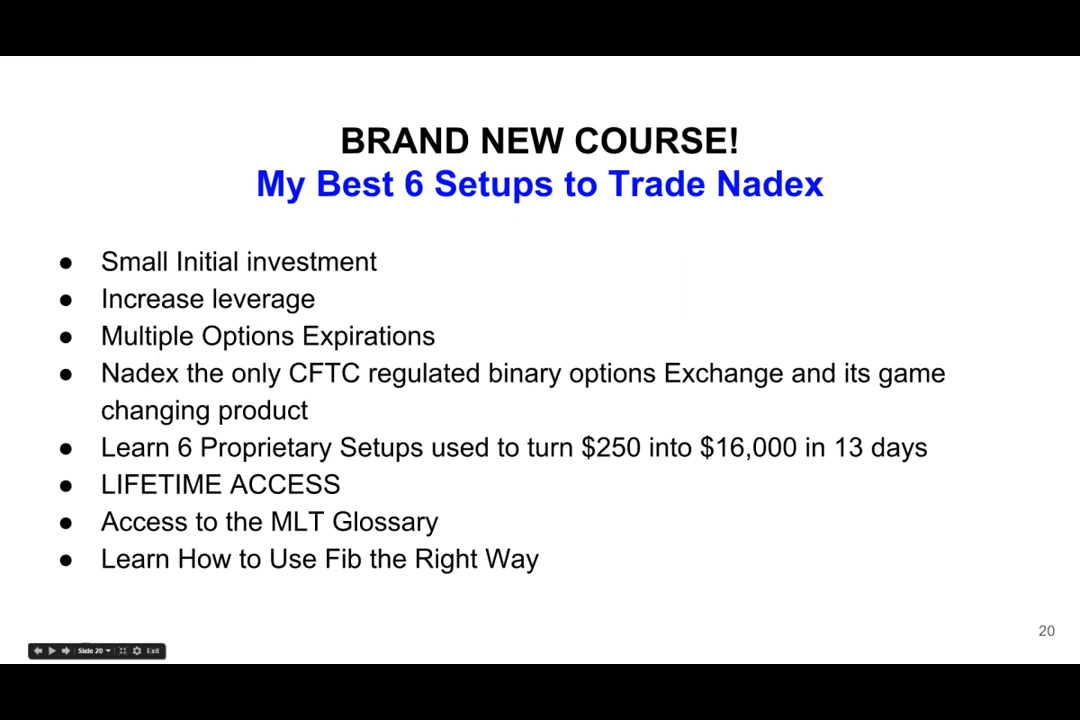 BRAND NEW COURSE!
My Best 6 Setups to Trade Nadex
● Small Initial investment
● Increase leverage
● Multiple Options Expirations
● Nadex the only CFTC regulated binary options Exchange and its game
changing product
● Learn 6 Proprietary Setups used to turn $250 into $16,000 in 13 days
● LIFETIME ACCESS
● Access to the MLT Glossary
● Learn How to Use Fib the Right Way
20
Slide 20 Exit